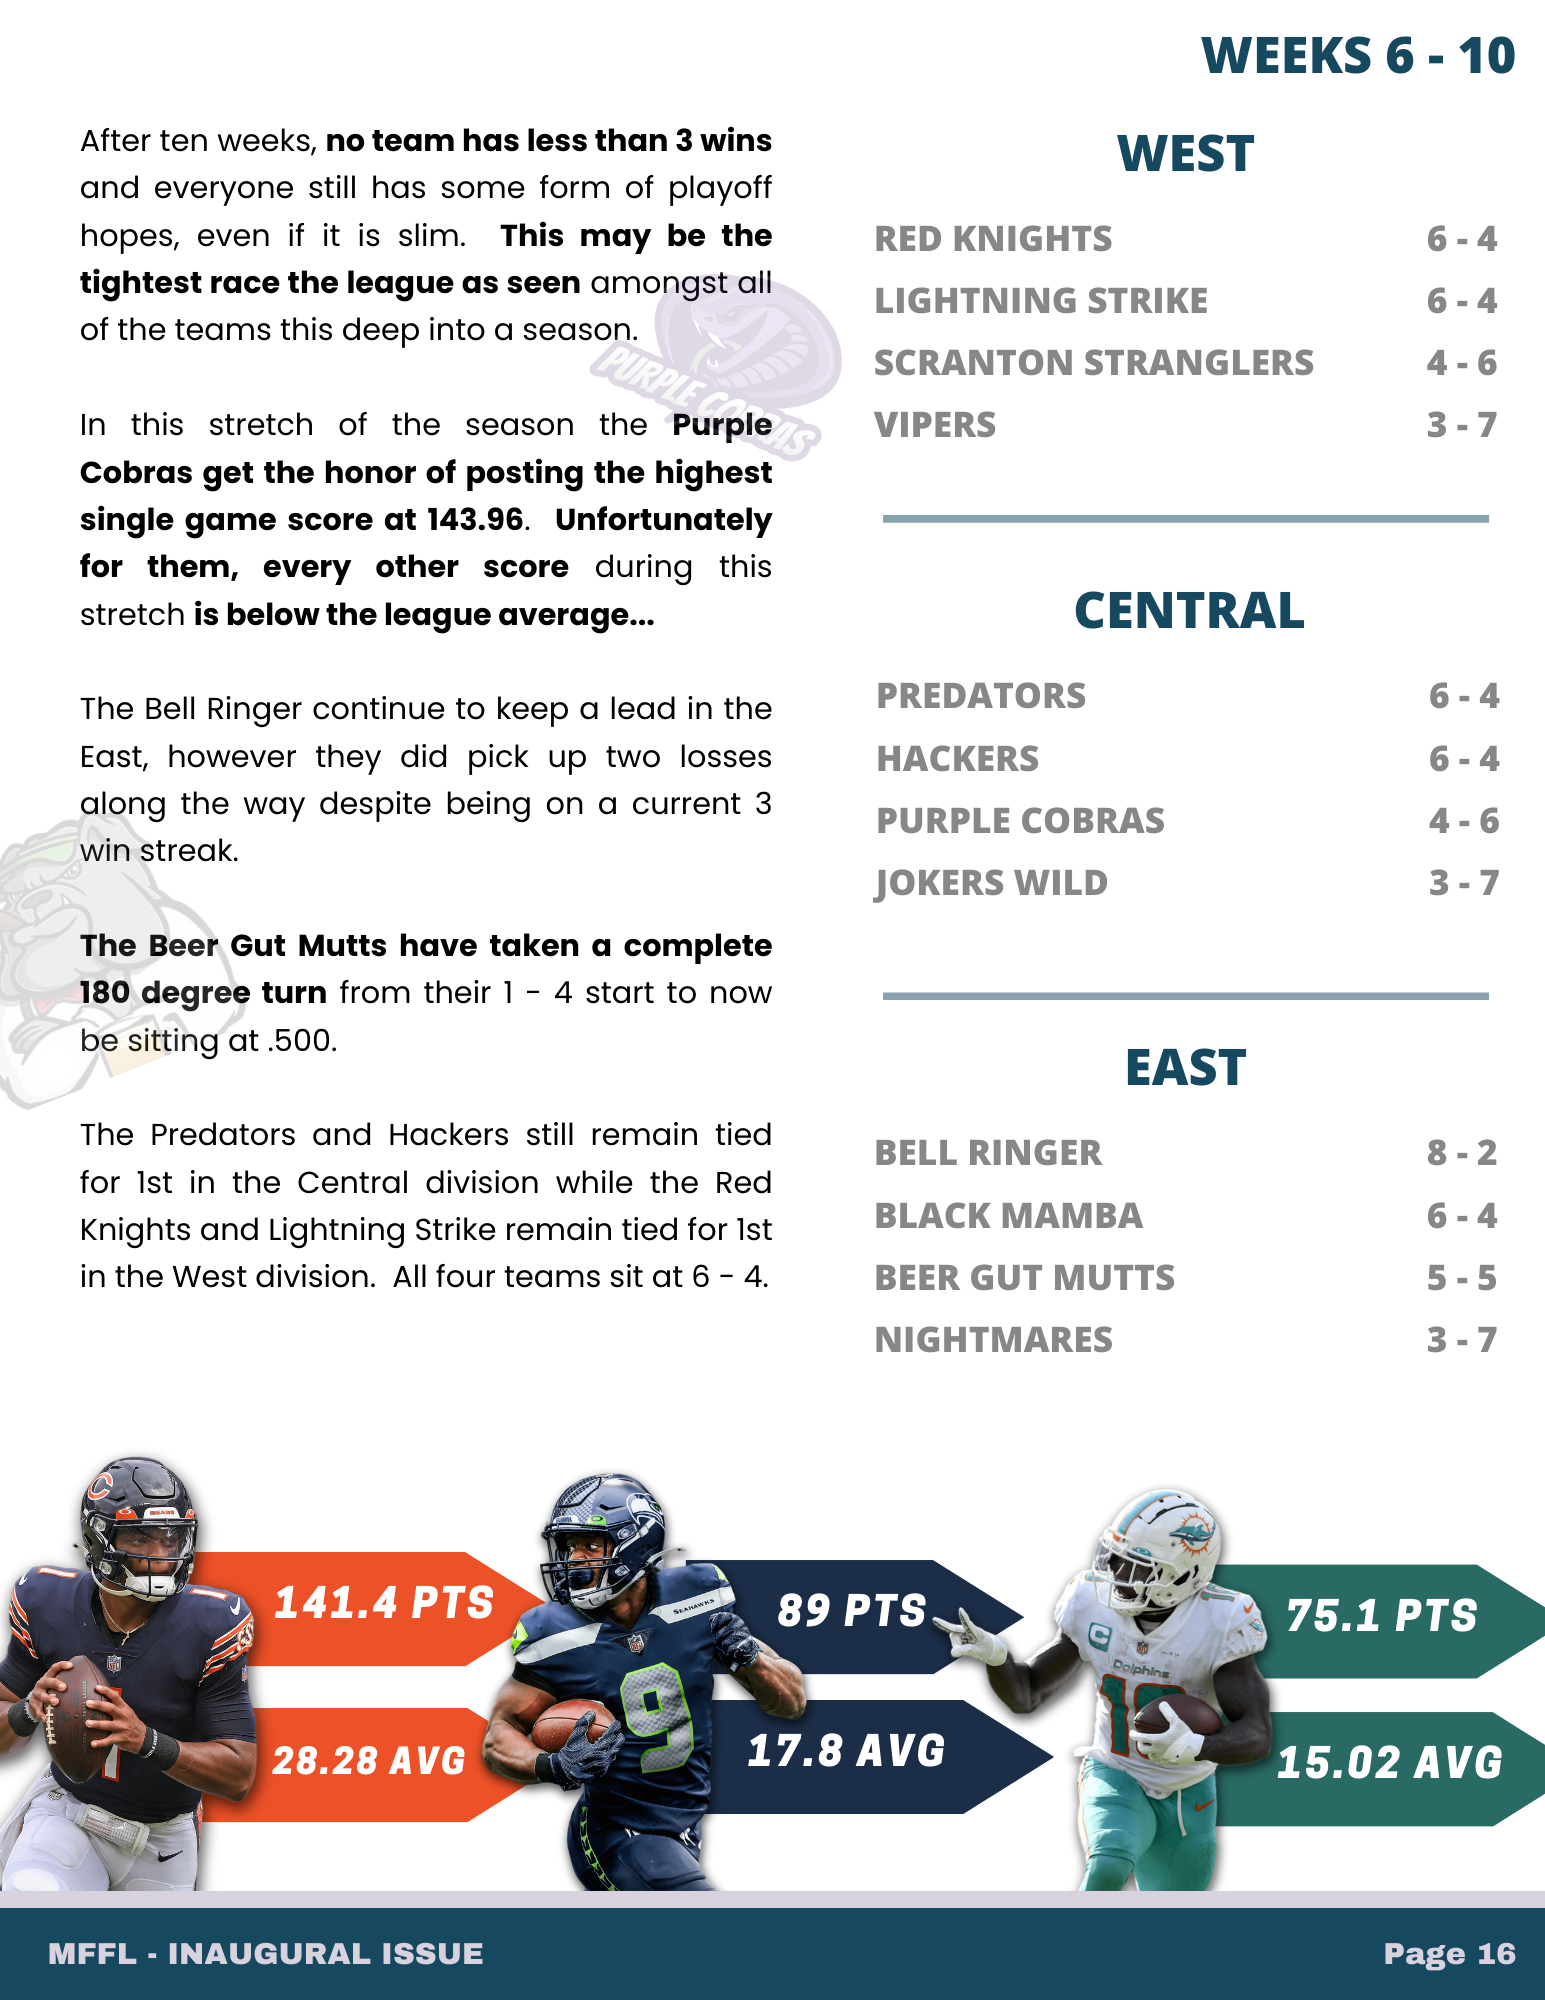 WEEKS 6 - 10
After ten weeks, no team has less than 3 wins
and everyone still has some form of playoff
hopes, even if it is slim. This may be the
tightest race the league as seen amongst all
of the teams this deep into a season.
PURPLE COBRAS
In this stretch of the season the Purple
Cobras get the honor of posting the highest
single game score at 143.96. Unfortunately
for them, every other score during this
stretch is below the league average...
The Bell Ringer continue to keep a lead in the
East, however they did pick up two losses
along the way despite being on a current 3
win streak.
The Beer Gut Mutts have taken a complete
180 degree turn from their 1 - 4 start to now
be sitting at .500.
The Predators and Hackers still remain tied
for 1st in the Central division while the Red
Knights and Lightning Strike remain tied for 1st
in the West division. All four teams sit at 6 - 4.
WEST
RED KNIGHTS 6 - 4
LIGHTNING STRIKE 6 - 4
SCRANTON STRANGLERS 4 - 6
VIPERS 3 - 7
CENTRAL
PREDATORS 6 - 4
HACKERS 6 - 4
PURPLE COBRAS 4 - 6
JOKERS WILD 3 - 7
EAST
BELL RINGER 8 - 2
BLACK MAMBA 6 - 4
BEER GUT MUTTS 5 - 5
NIGHTMARES 3 - 7
141.4 PTS
28.28 AVG
BEARS
1
SEAHAWKS
9
89 PTS
17.8 AVG
Dolphins
75.1 PTS
15.02 AVG
MFFL - INAUGURAL ISSUE
Page 16